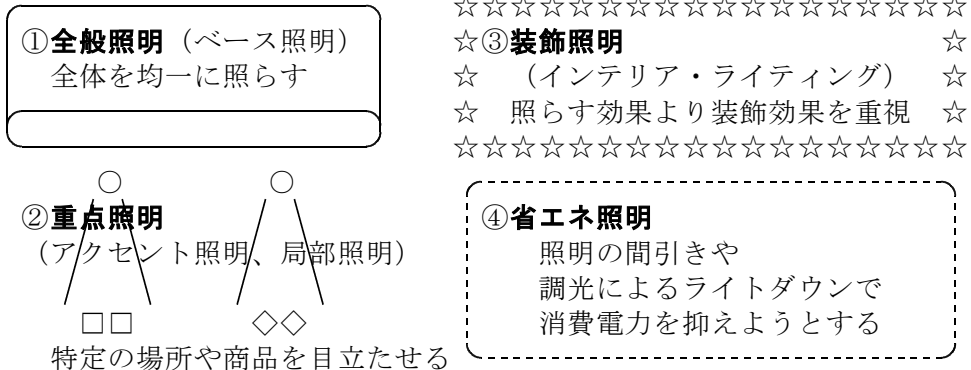 ①全般照明（ベース照明）
全体を均一に照らす
☆☆☆☆☆☆☆☆☆☆☆☆☆☆☆☆☆☆
☆③装飾照明　　　　　　　　　　　☆
☆　（インテリア・ライティング）　☆
☆　照らす効果より装飾効果を重視　☆
☆☆☆☆☆☆☆☆☆☆☆☆☆☆☆☆☆☆
○　　　　　○
②重点照明
（アクセント照明、局部照明）
□□　　　　◇◇
特定の場所や商品を目立たせる
④省エネ照明
照明の間引きや
調光によるライトダウンで
消費電力を抑えようとする